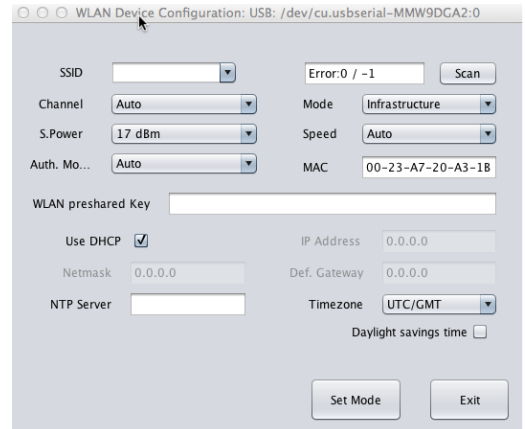 WLAN Device Configuration: USB: /dev/cu.usbserial-MMW9DGA2:0
SSID Error:0 / -1 Scan
Channel Auto Mode Infrastructure
S.Power 17 dBm Speed Auto
Auth. Mo... Auto MAC 00-23-A7-20-A3-1B
WLAN preshared Key
Use DHCP IP Address 0.0.0.0
Netmask 0.0.0.0 Def. Gateway 0.0.0.0
NTP Server Timezone UTC/GMT
Daylight savings time
Set Mode Exit